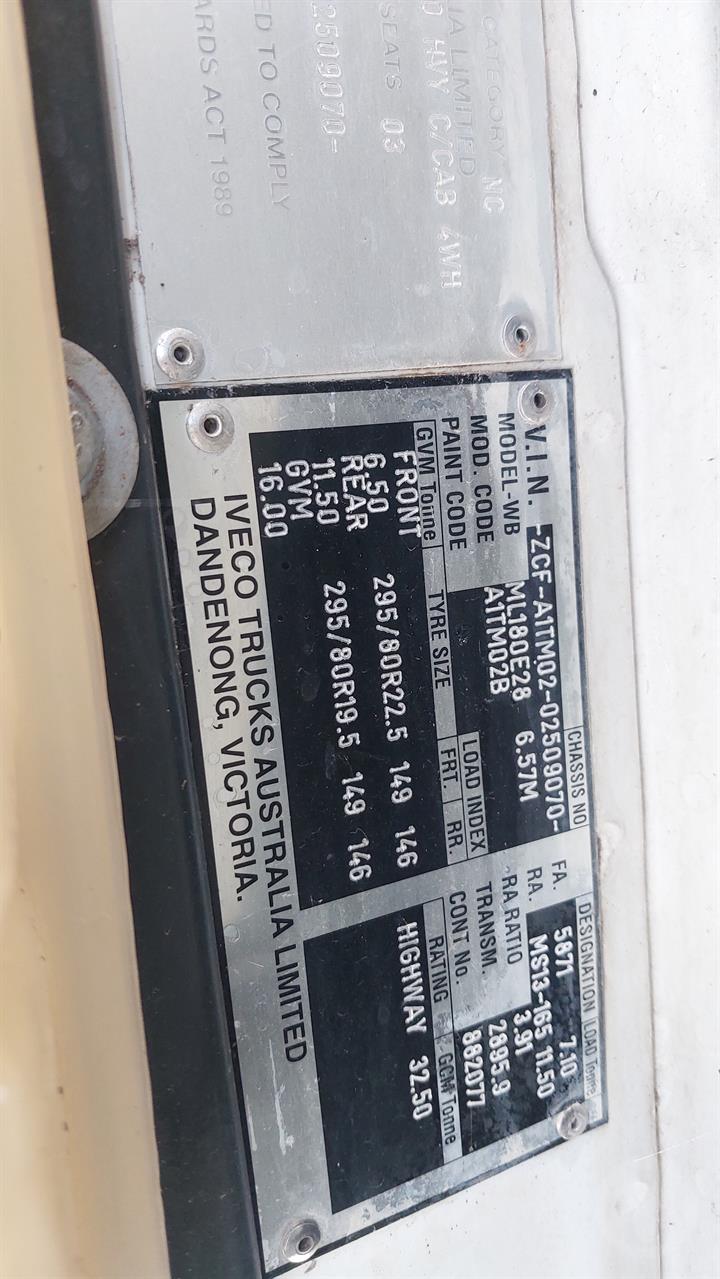 CATEGORY NC
IA LIMITED
0 HVY C/CAB 4WH
SEATS 03
2509070-
ED TO COMPLY
ARDS ACT 1989
CHASSIS NO
V.I.N. -ZCF-A1TM02-02509070-
MODEL-WB ML180E28 6.57M
MOD. CODE A1TM02B
PAINT CODE
GVM Tonne TYRE SIZE LOAD INDEX
FRT. RR.
FRONT
6.50 295/80R22.5 149 146
REAR
11.50 295/80R19.5 149 146
GVM
16.00
DESIGNATION LOAD Tonne
FA. 5871 7.10
RA. MS13-165 11.50
RA RATIO 3.91
TRANSM. 2895.9
CONT No. 882077
RATING GCM Tonne
HIGHWAY 32.50
IVECO TRUCKS AUSTRALIA LIMITED
DANDENONG, VICTORIA.